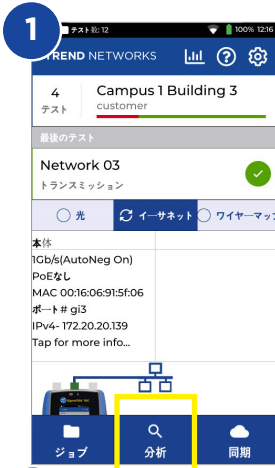 1
テスト数: 12
100% 12:16
TREND NETWORKS
4
テスト
Campus 1 Building 3
customer
最後のテスト
Network 03
トランスミッション
光
イーサネット
ワイヤーマップ
本体
1Gb/s(AutoNeg On)
PoEなし
MAC 00:16:06:91:5f:06
ポート# gi3
IPv4- 172.20.20.139
Tap for more info...
ジョブ
分析
同期